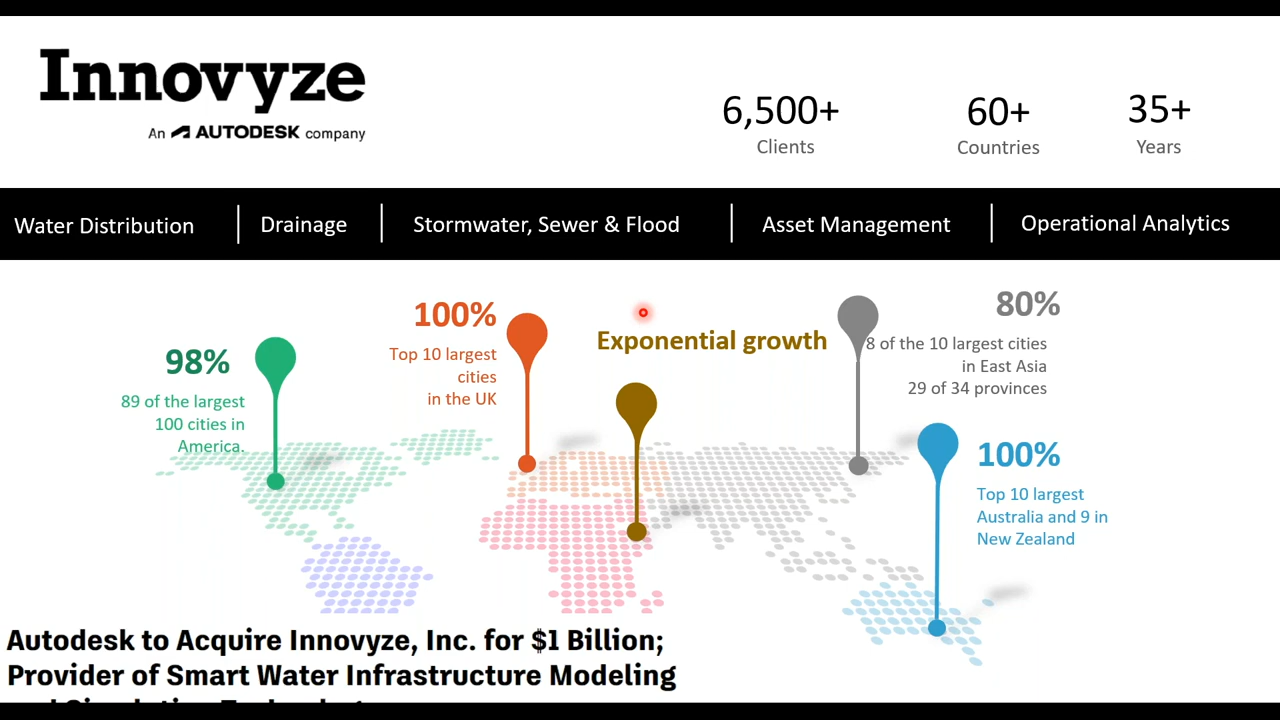 Innovyze
An AUTODESK company
6,500+
Clients
60+
Countries
35+
Years
Water Distribution
Drainage
Stormwater, Sewer & Flood
Asset Management
Operational Analytics
98%
89 of the largest
100 cities in
America.
100%
Top 10 largest
cities
in the UK
Exponential growth
80%
8 of the 10 largest cities
in East Asia
29 of 34 provinces
100%
Top 10 largest
Australia and 9 in
New Zealand
Autodesk to Acquire Innovyze, Inc. for $1 Billion;
Provider of Smart Water Infrastructure Modeling